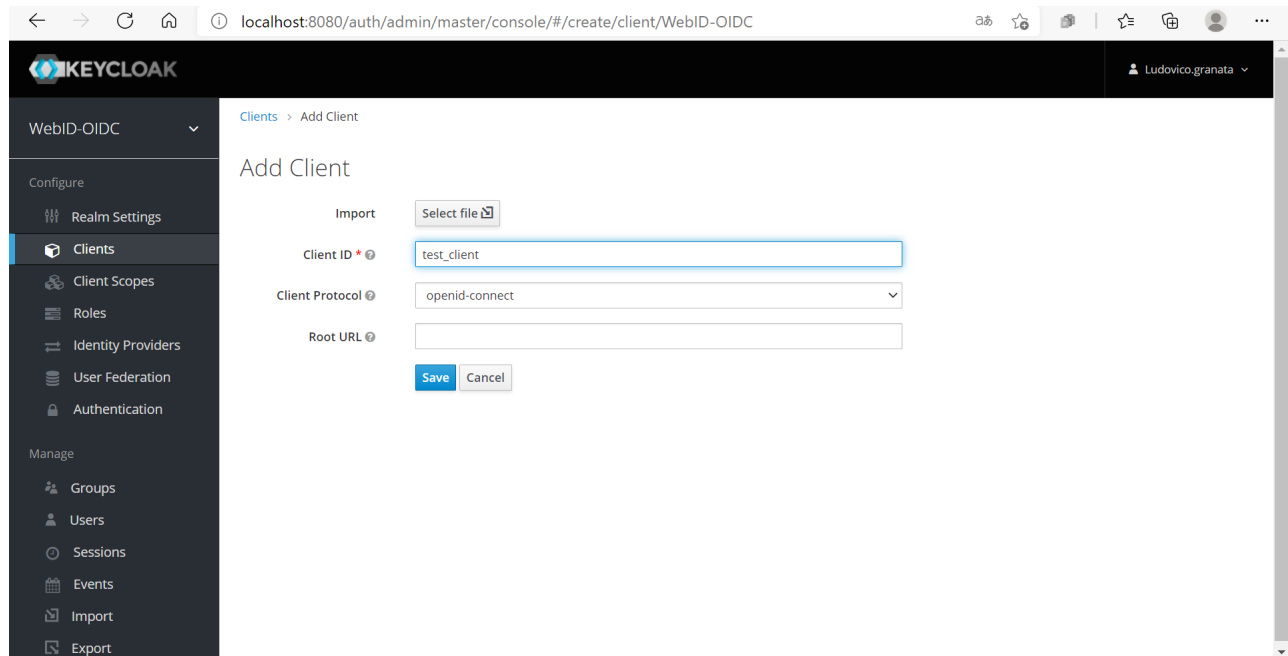 localhost:8080/auth/admin/master/console/#/create/client/WebID-OIDC
aあ
KEYCLOAK
Ludovico.granata
WebID-OIDC
Clients > Add Client
Add Client
Configure
Realm Settings
Clients
Client Scopes
Roles
Identity Providers
User Federation
Authentication
Manage
Groups
Users
Sessions
Events
Import
Export
Import Select file
Client ID * test_client
Client Protocol openid-connect
Root URL
Save Cancel